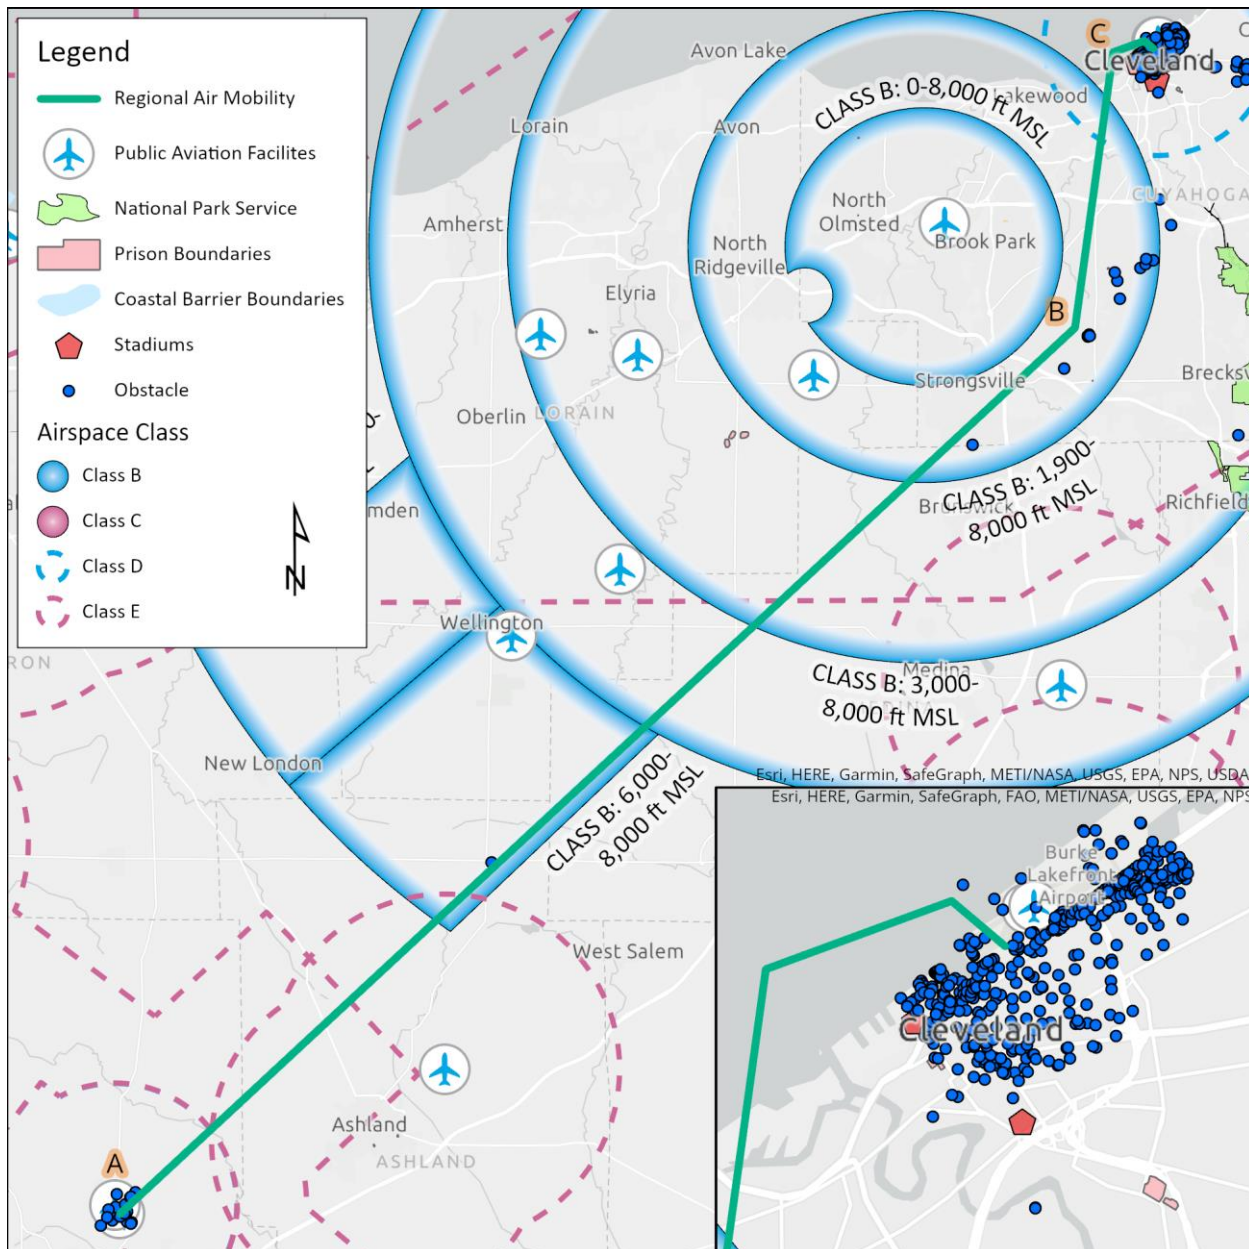 Legend
Regional Air Mobility
Public Aviation Facilites
National Park Service
Prison Boundaries
Coastal Barrier Boundaries
Stadiums
Obstacle
Airspace Class
Class B
Class C
Class D
Class E
N
Avon Lake
C
Cleveland
Lakewood
CLASS B: 0-8,000 ft MSL
Lorain
Avon
CUYAHOGA
Amherst
North
Olmsted
Brook Park
North
Ridgeville
Elyria
B
Strongsville
Brecksv
Oberlin
LORAIN
CLASS B: 1,900-
8,000 ft MSL
Brunswick
Richfield
mden
Wellington
RON
Medina
CLASS B: 3,000-
8,000 ft MSL
New London
CLASS B: 6,000-
8,000 ft MSL
Esri, HERE, Garmin, SafeGraph, METI/NASA, USGS, EPA, NPS, USDA
Esri, HERE, Garmin, SafeGraph, FAO, METI/NASA, USGS, EPA, NPS
Burke
Lakefront
Airport
West Salem
Cleveland
Ashland
ASHLAND
A